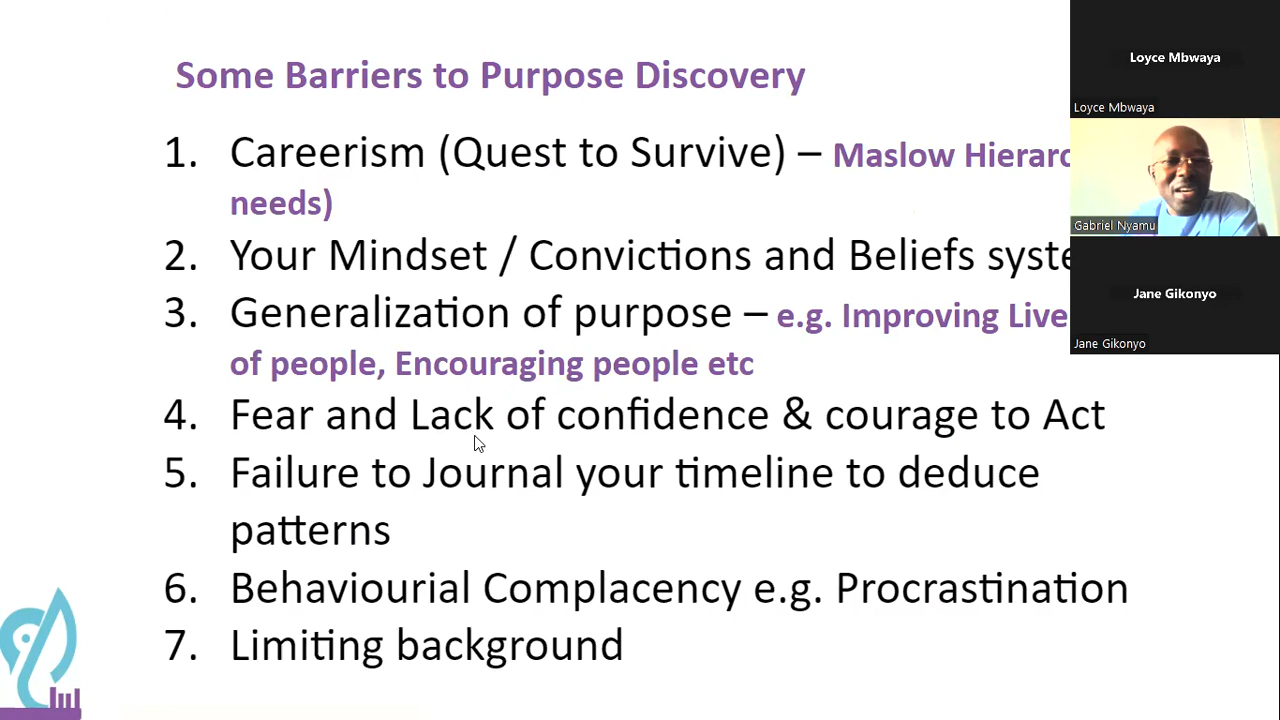 Some Barriers to Purpose Discovery
1. Careerism (Quest to Survive) – Maslow Hierarc
needs)
2. Your Mindset / Convictions and Beliefs syste
3. Generalization of purpose – e.g. Improving Live
of people, Encouraging people etc
4. Fear and Lack of confidence & courage to Act
5. Failure to Journal your timeline to deduce
patterns
6. Behaviourial Complacency e.g. Procrastination
7. Limiting background
Loyce Mbwaya
Loyce Mbwaya
Gabriel Nyamu
Jane Gikonyo
Jane Gikonyo